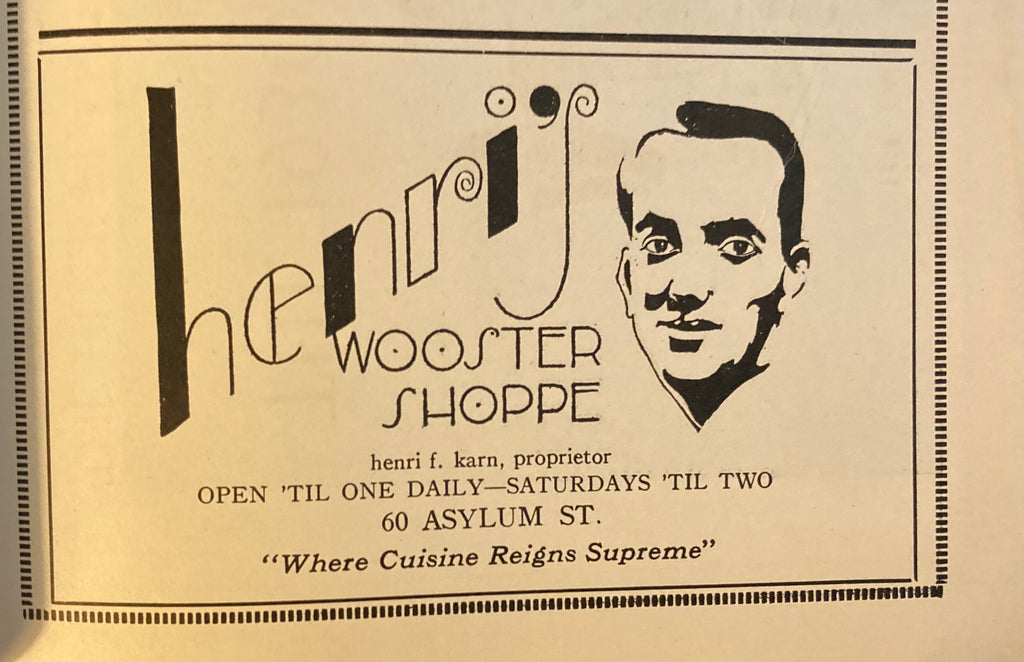 henri's
WOOSTER
SHOPPE
henri f. karn, proprietor
OPEN 'TIL ONE DAILY—SATURDAYS 'TIL TWO
60 ASYLUM ST.
"Where Cuisine Reigns Supreme"